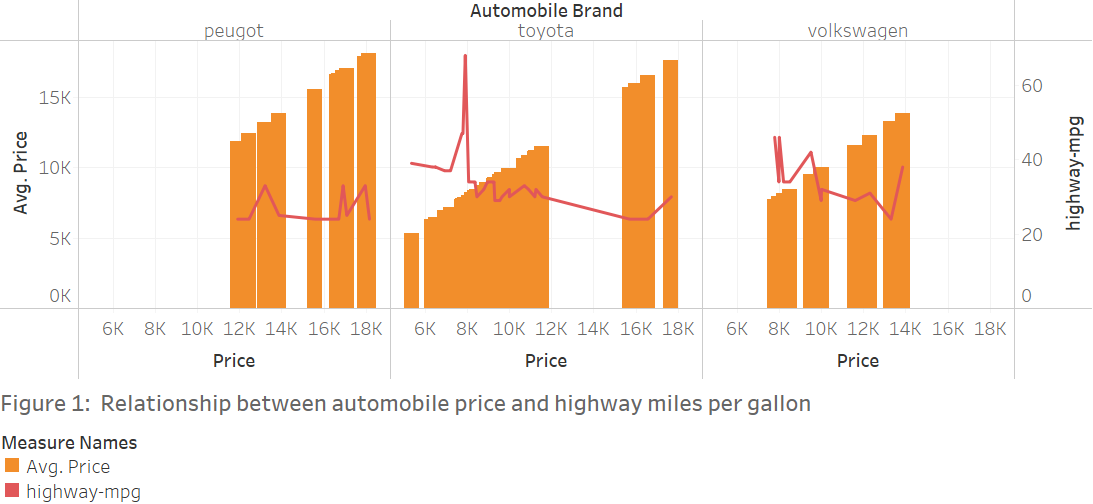 Automobile Brand
peugot toyota volkswagen
Avg. Price
15K
10K
5K
0K
60
40
20
0
highway-mpg
6K 8K 10K 12K 14K 16K 18K 6K 8K 10K 12K 14K 16K 18K 6K 8K 10K 12K 14K 16K 18K
Price Price Price
Figure 1: Relationship between automobile price and highway miles per gallon
Measure Names
Avg. Price
highway-mpg